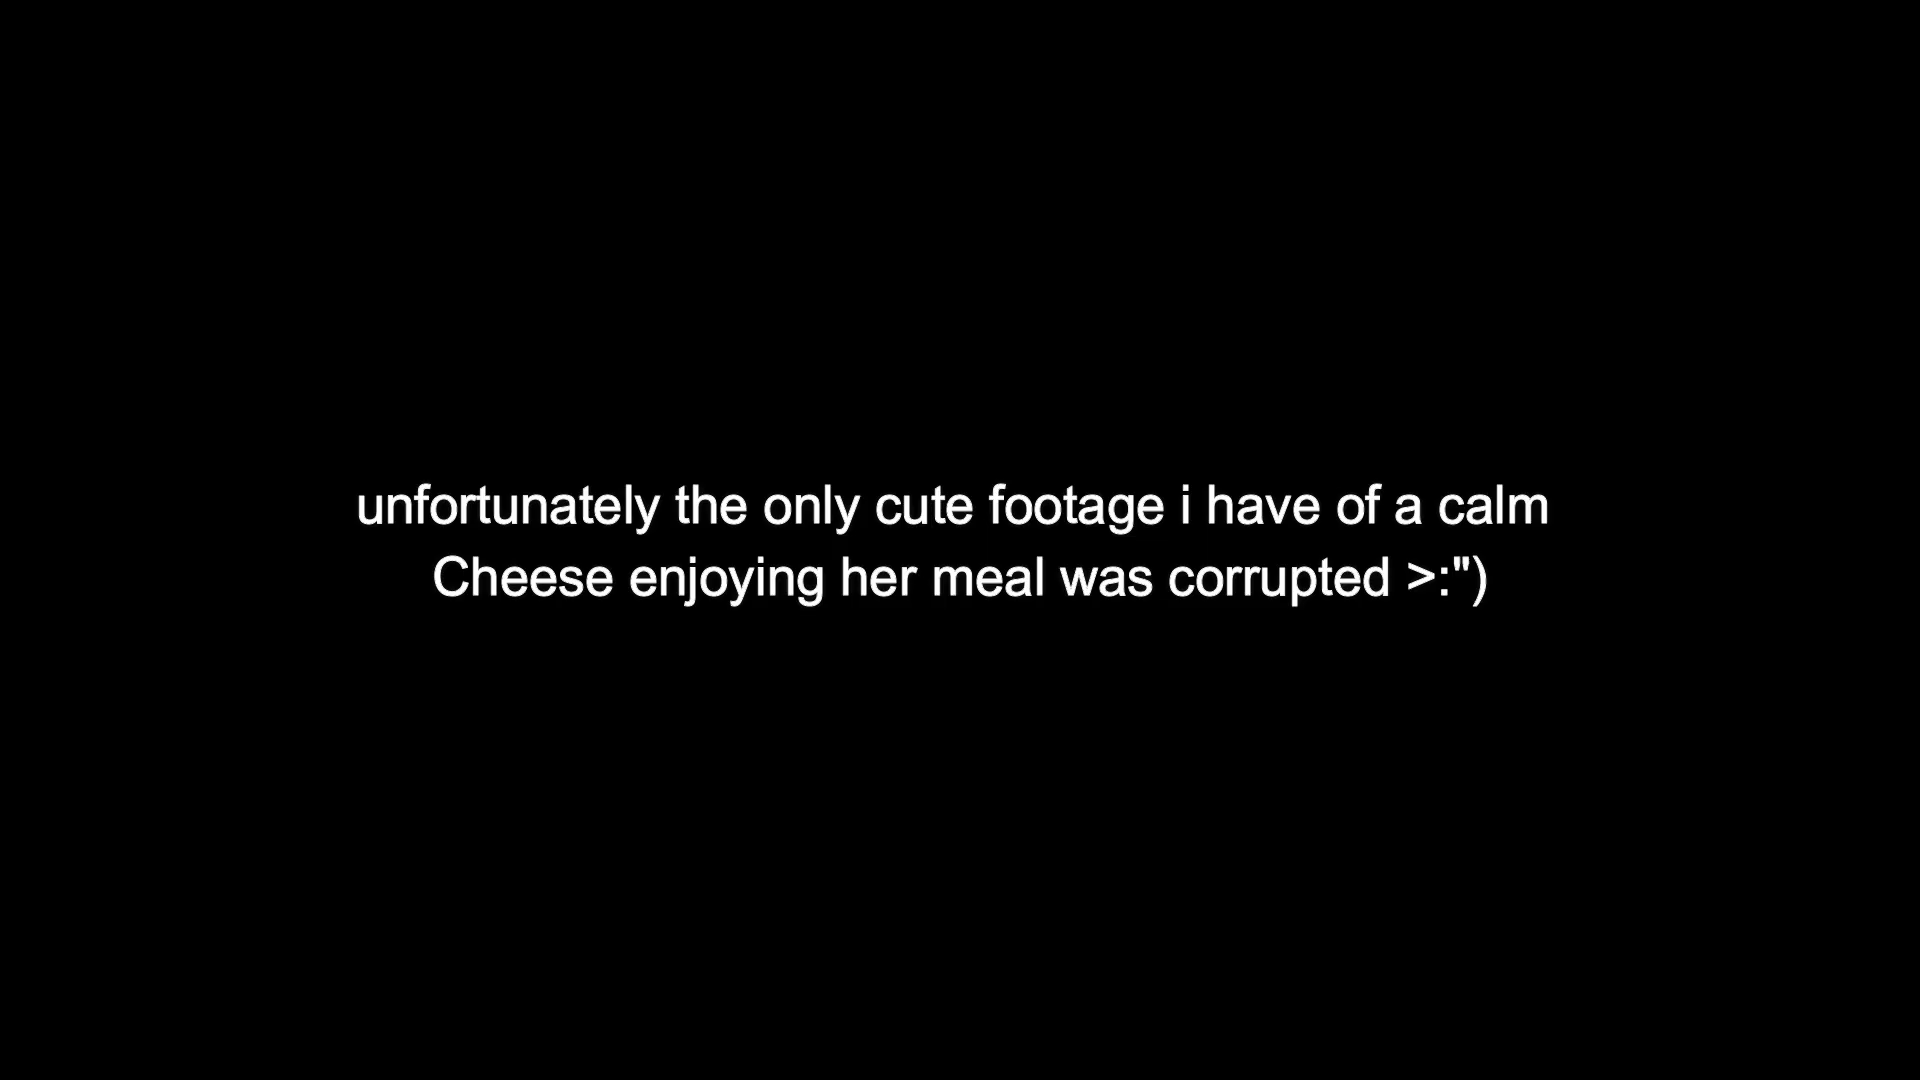 unfortunately the only cute footage i have of a calm
Cheese enjoying her meal was corrupted >:")